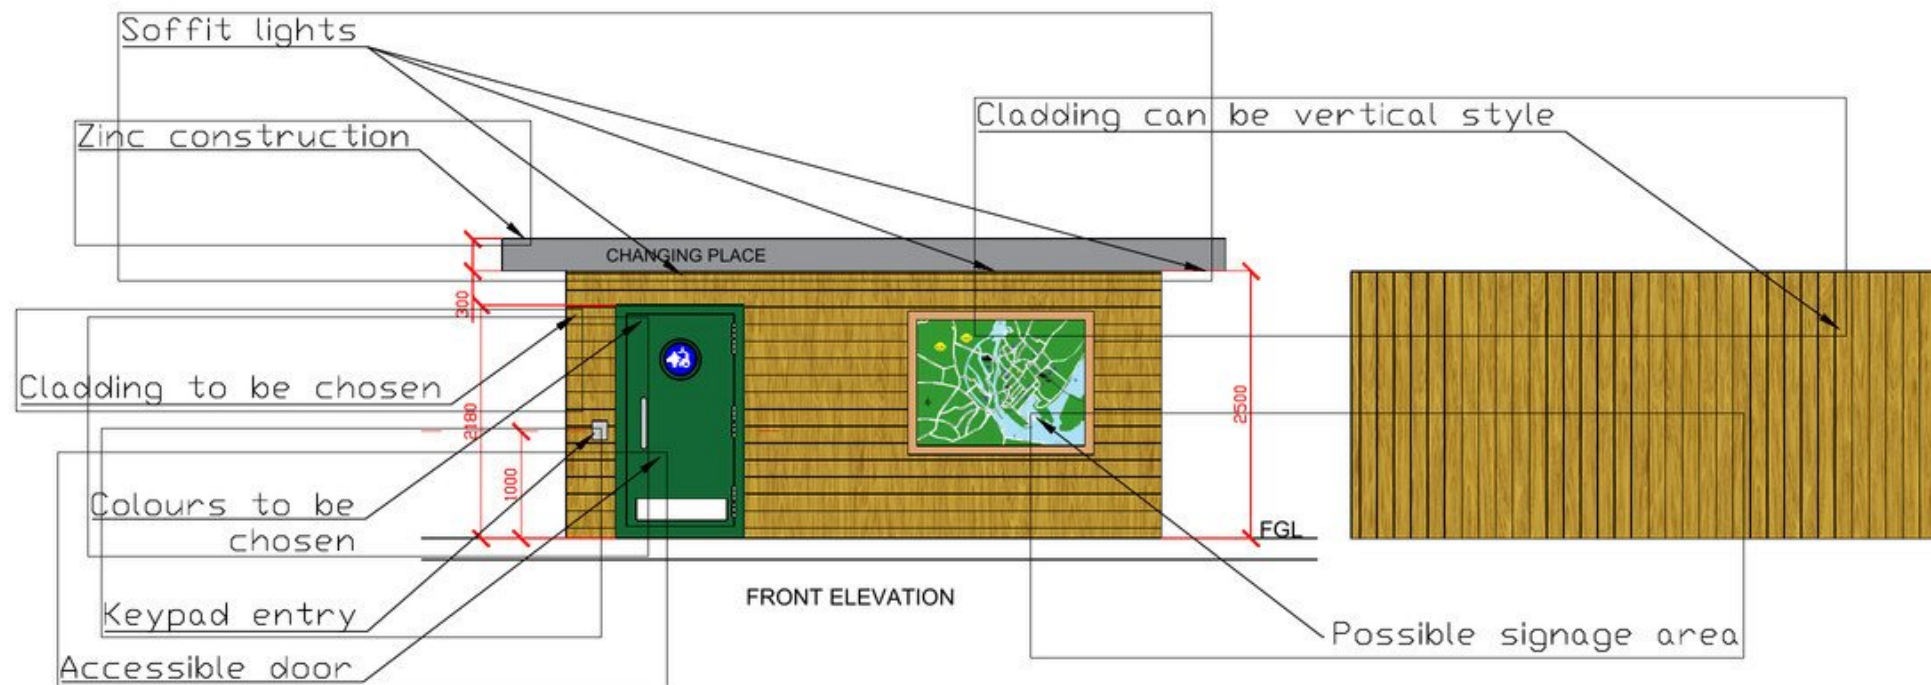 Soffit lights
Cladding can be vertical style
Zinc construction
CHANGING PLACE
300
Cladding to be chosen
2180
2500
1000
Colours to be
chosen
FGL
FRONT ELEVATION
Keypad entry
Possible signage area
Accessible door